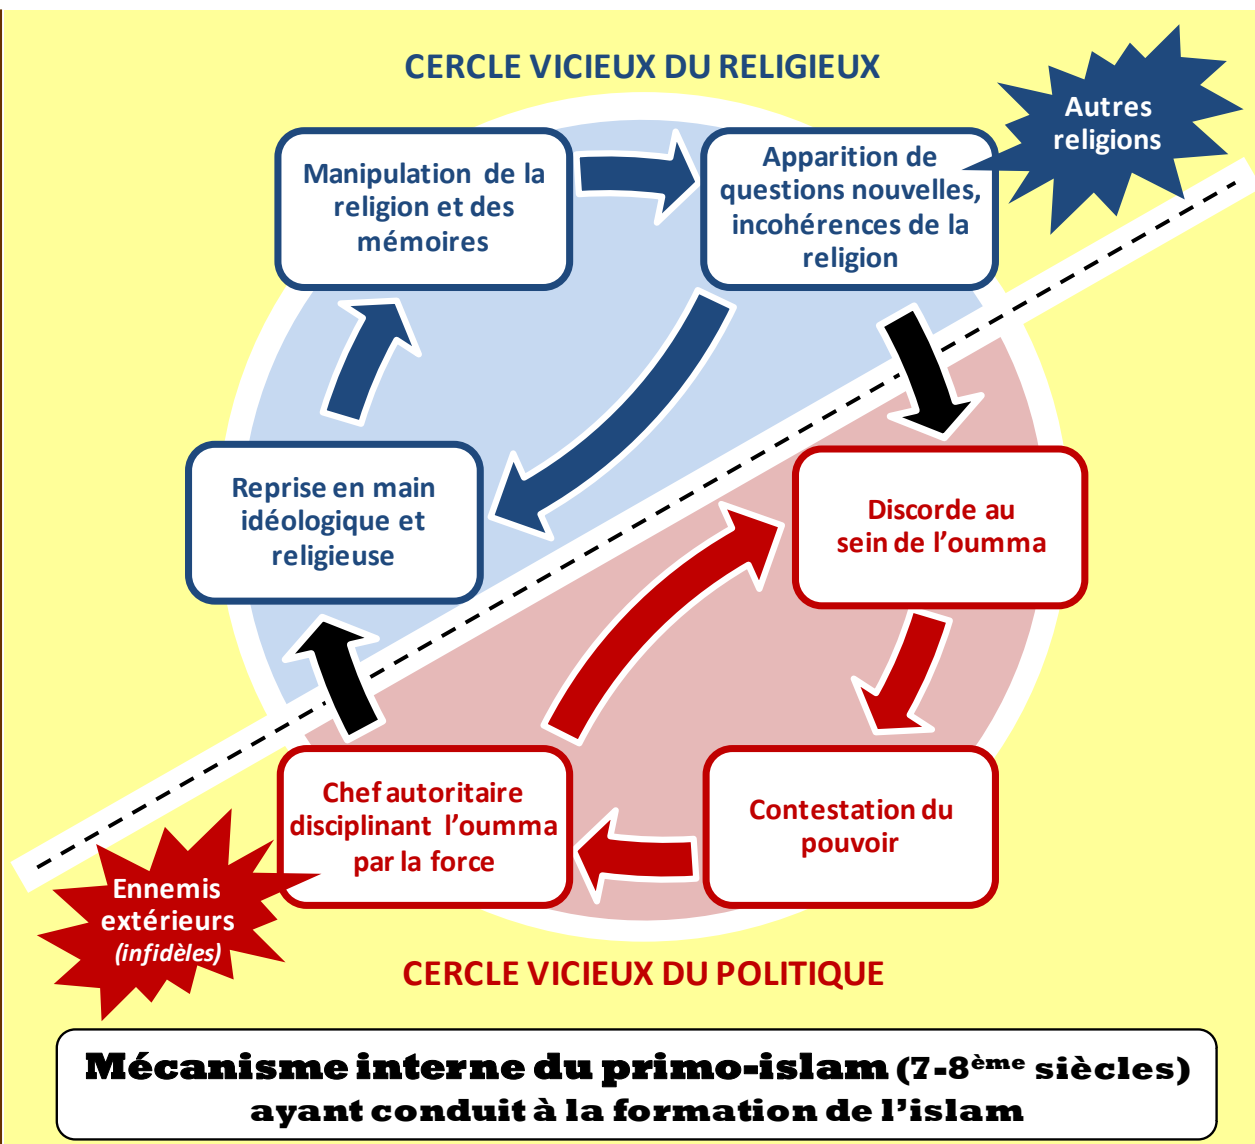 CERCLE VICIEUX DU RELIGIEUX
Autres
religions
Manipulation de la
religion et des
mémoires
Apparition de
questions nouvelles,
incohérences de la
religion
Reprise en main
idéologique et
religieuse
Discorde au
sein de l’oumma
Chef autoritaire
disciplinant l’oumma
par la force
Contestation du
pouvoir
Ennemis
extérieurs
(infidèles)
CERCLE VICIEUX DU POLITIQUE
Mécanisme interne du primo-islam (7-8ème siècles)
ayant conduit à la formation de l’islam